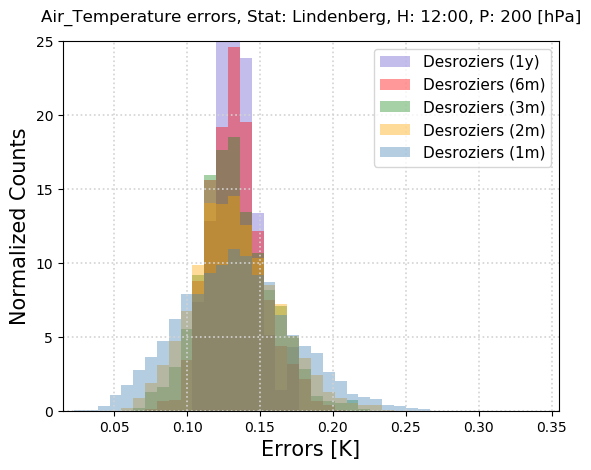 Air_Temperature errors, Stat: Lindenberg, H: 12:00, P: 200 [hPa]
Normalized Counts
25
20
15
10
5
0
Desroziers (1y)
Desroziers (6m)
Desroziers (3m)
Desroziers (2m)
Desroziers (1m)
0.05 0.10 0.15 0.20 0.25 0.30 0.35
Errors [K]